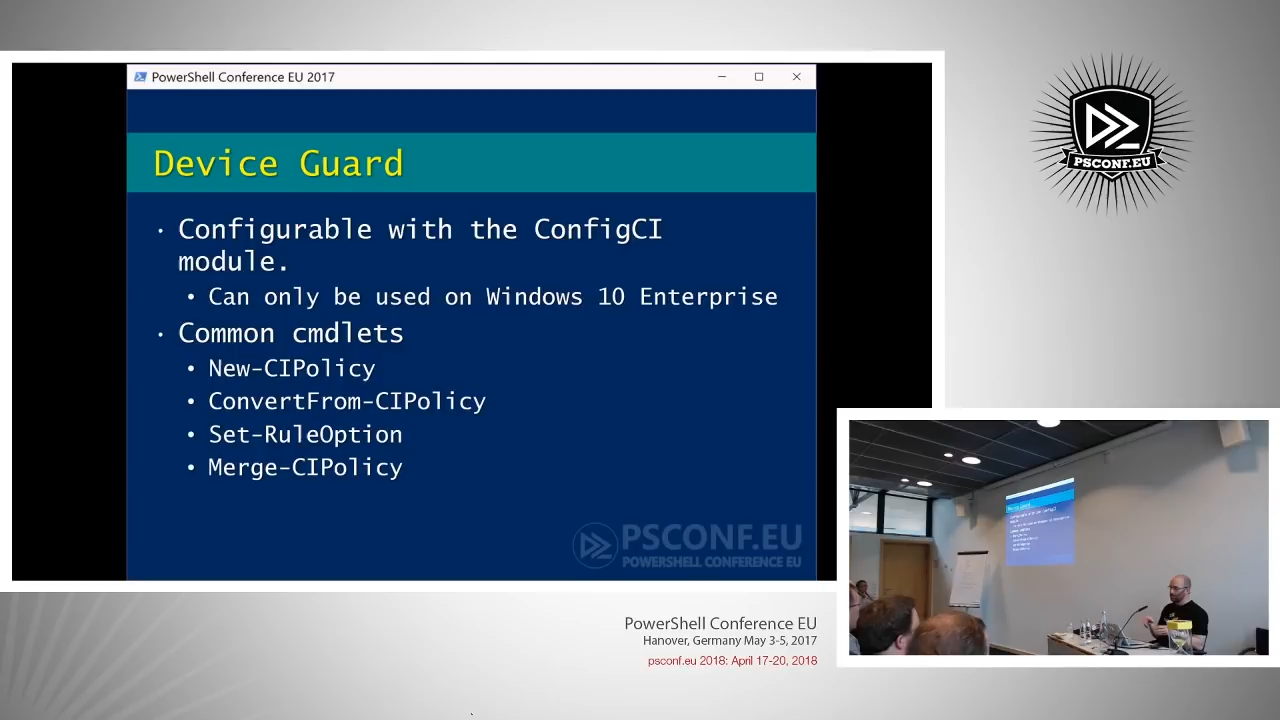 PowerShell Conference EU 2017
Device Guard
• Configurable with the ConfigCI
module.
• Can only be used on Windows 10 Enterprise
• Common cmdlets
• New-CIPolicy
• ConvertFrom-CIPolicy
• Set-RuleOption
• Merge-CIPolicy
PSCONF.EU
POWERSHELL CONFERENCE EU
PSCONF.EU
Device Guard
PowerShell Conference EU
Hanover, Germany May 3-5, 2017
psconf.eu 2018: April 17-20, 2018